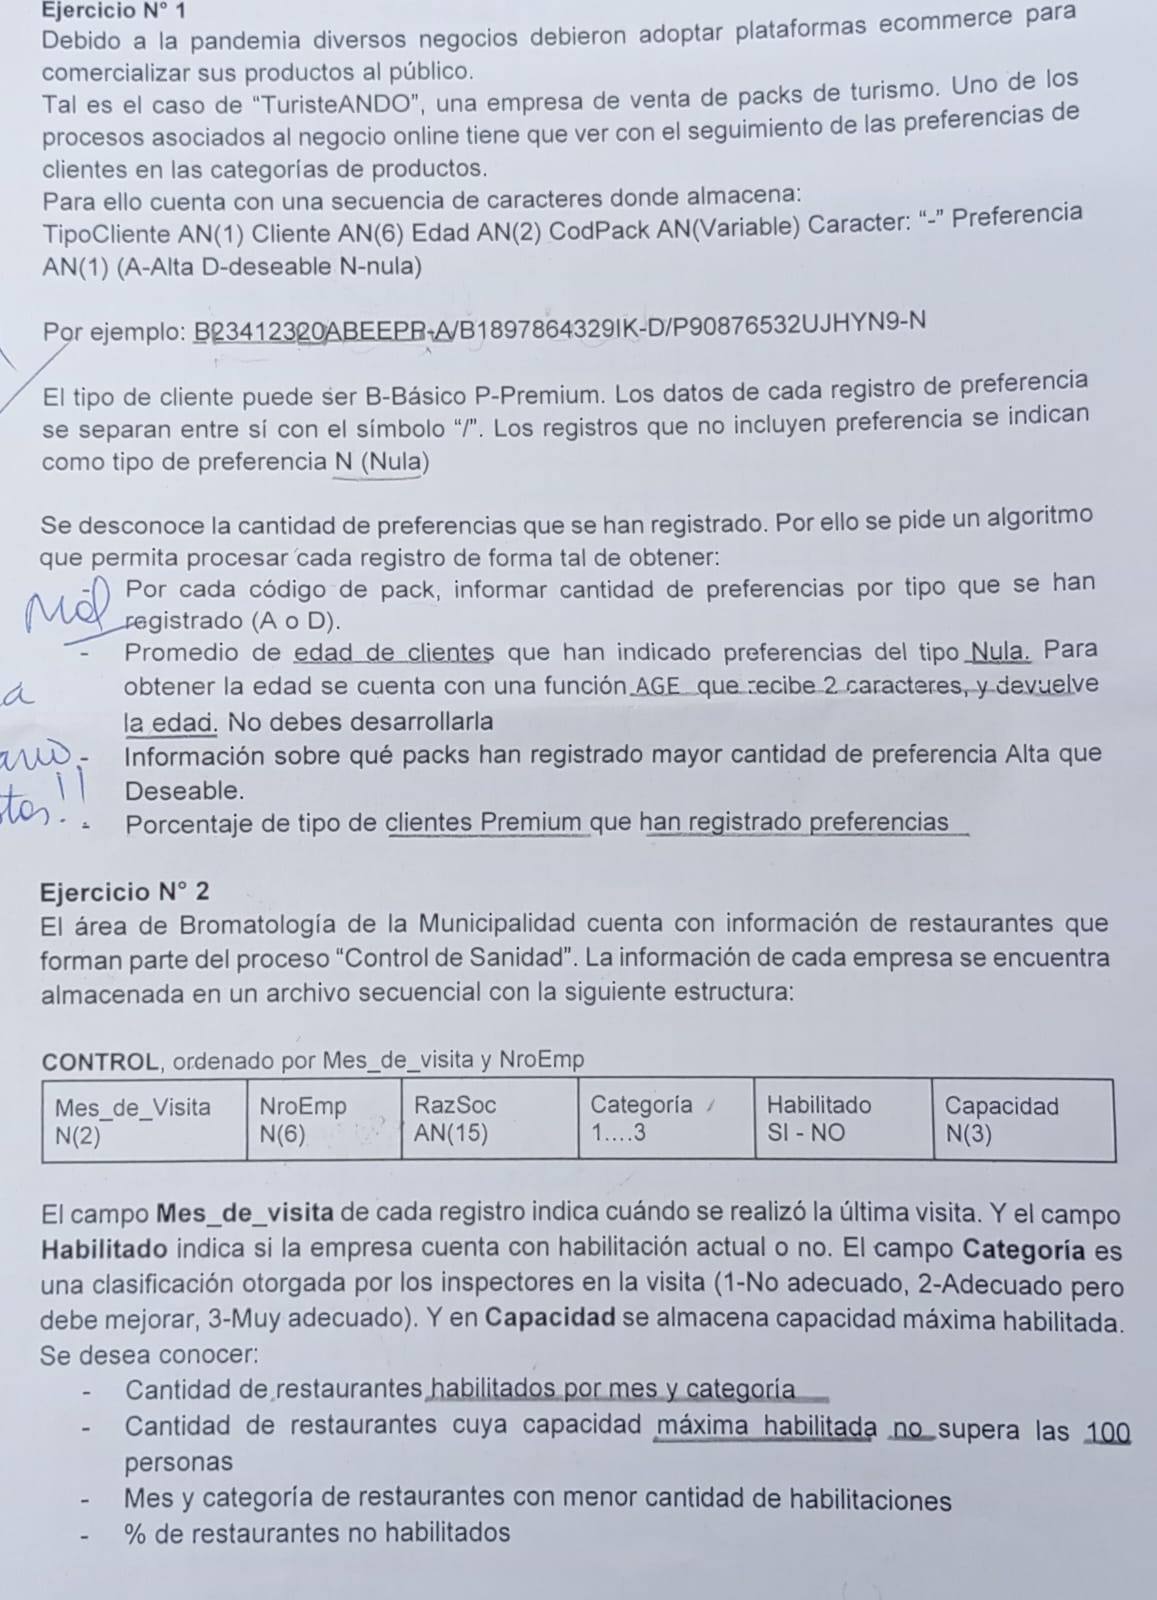 Ejercicio N° 1
Debido a la pandemia diversos negocios debieron adoptar plataformas ecommerce para
comercializar sus productos al público.
Tal es el caso de “TuristeANDO”, una empresa de venta de packs de turismo. Uno de los
procesos asociados al negocio online tiene que ver con el seguimiento de las preferencias de
clientes en las categorías de productos.
Para ello cuenta con una secuencia de caracteres donde almacena:
TipoCliente AN(1) Cliente AN(6) Edad AN(2) CodPack AN(Variable) Caracter: “-” Preferencia
AN(1) (A-Alta D-deseable N-nula)
Por ejemplo: B23412320ABEEPB-A/B1897864329IK-D/P90876532UJHYN9-N
El tipo de cliente puede ser B-Básico P-Premium. Los datos de cada registro de preferencia
se separan entre sí con el símbolo “/”. Los registros que no incluyen preferencia se indican
como tipo de preferencia N (Nula)
Se desconoce la cantidad de preferencias que se han registrado. Por ello se pide un algoritmo
que permita procesar cada registro de forma tal de obtener:
Por cada código de pack, informar cantidad de preferencias por tipo que se han
Mal registrado (A o D).
- Promedio de edad de clientes que han indicado preferencias del tipo Nula. Para
obtener la edad se cuenta con una función AGE que recibe 2 caracteres, y devuelve
la edad. No debes desarrollarla
- Información sobre qué packs han registrado mayor cantidad de preferencia Alta que
Deseable.
- Porcentaje de tipo de clientes Premium que han registrado preferencias
Ejercicio N° 2
El área de Bromatología de la Municipalidad cuenta con información de restaurantes que
forman parte del proceso “Control de Sanidad”. La información de cada empresa se encuentra
almacenada en un archivo secuencial con la siguiente estructura:
CONTROL, ordenado por Mes_de_visita y NroEmp
Mes_de_Visita NroEmp RazSoc Categoría Habilitado Capacidad
N(2) N(6) AN(15) 1....3 SI - NO N(3)
El campo Mes_de_visita de cada registro indica cuándo se realizó la última visita. Y el campo
Habilitado indica si la empresa cuenta con habilitación actual o no. El campo Categoría es
una clasificación otorgada por los inspectores en la visita (1-No adecuado, 2-Adecuado pero
debe mejorar, 3-Muy adecuado). Y en Capacidad se almacena capacidad máxima habilitada.
Se desea conocer:
- Cantidad de restaurantes habilitados por mes y categoría
- Cantidad de restaurantes cuya capacidad máxima habilitada no supera las 100
personas
- Mes y categoría de restaurantes con menor cantidad de habilitaciones
- % de restaurantes no habilitados